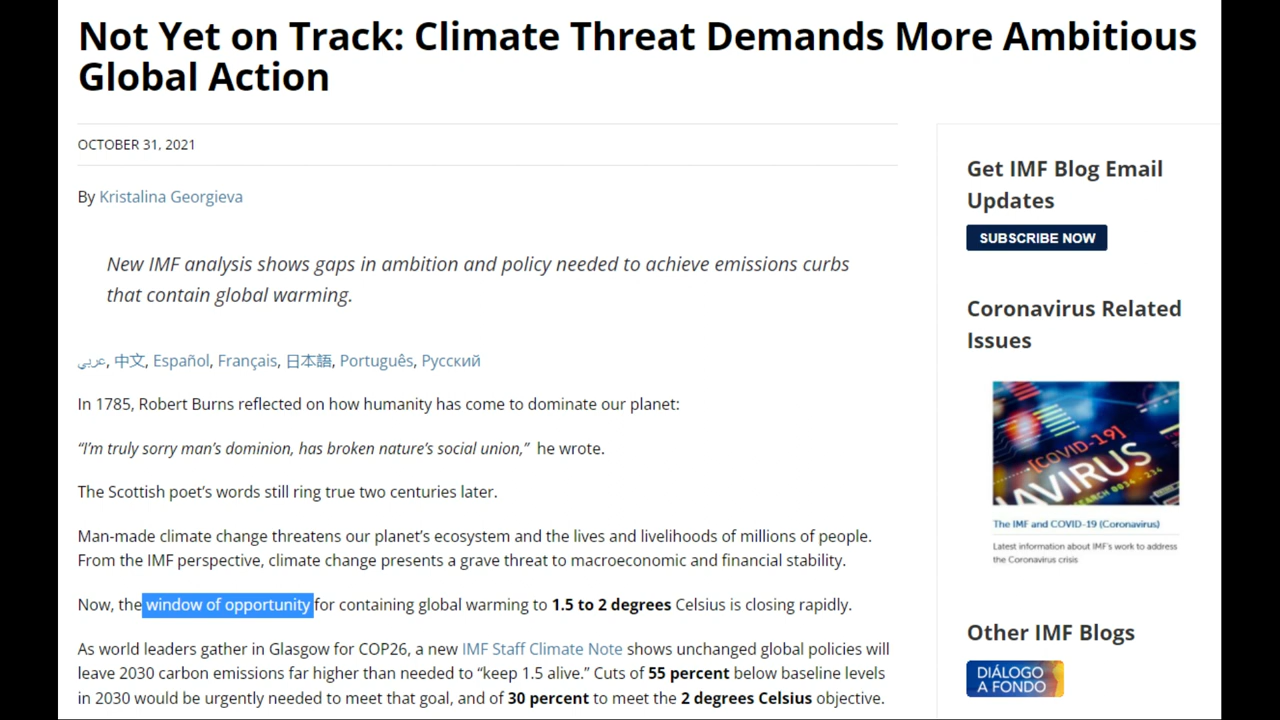 Not Yet on Track: Climate Threat Demands More Ambitious
Global Action
OCTOBER 31, 2021
By Kristalina Georgieva
New IMF analysis shows gaps in ambition and policy needed to achieve emissions curbs
that contain global warming.
عربي, 中文, Español, Français, 日本語, Português, Русский
In 1785, Robert Burns reflected on how humanity has come to dominate our planet:
“I’m truly sorry man’s dominion, has broken nature’s social union,” he wrote.
The Scottish poet’s words still ring true two centuries later.
Man-made climate change threatens our planet’s ecosystem and the lives and livelihoods of millions of people.
From the IMF perspective, climate change presents a grave threat to macroeconomic and financial stability.
Now, the window of opportunity for containing global warming to 1.5 to 2 degrees Celsius is closing rapidly.
As world leaders gather in Glasgow for COP26, a new IMF Staff Climate Note shows unchanged global policies will
leave 2030 carbon emissions far higher than needed to “keep 1.5 alive.” Cuts of 55 percent below baseline levels
in 2030 would be urgently needed to meet that goal, and of 30 percent to meet the 2 degrees Celsius objective.
Get IMF Blog Email
Updates
SUBSCRIBE NOW
Coronavirus Related
Issues
[COVID-19]
NAVIRUS
The IMF and COVID-19 (Coronavirus)
Latest information about IMF's work to address
the Coronavirus crisis
Other IMF Blogs
DIÁLOGO
A FONDO